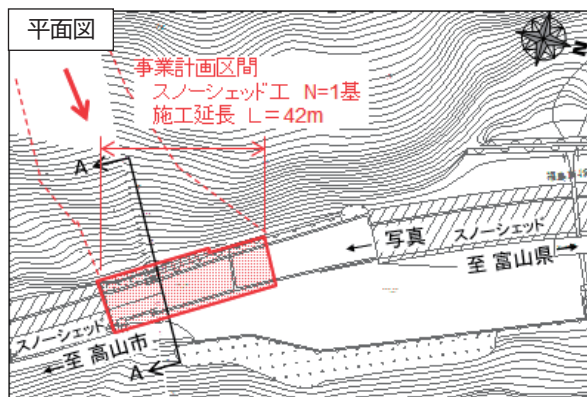 平面図
N
事業計画区間
スノーシェッド工 N=1基
施工延長 L=42m
A
写真 スノーシェッド
至 富山県
スノーシェッド
至 高山市
A